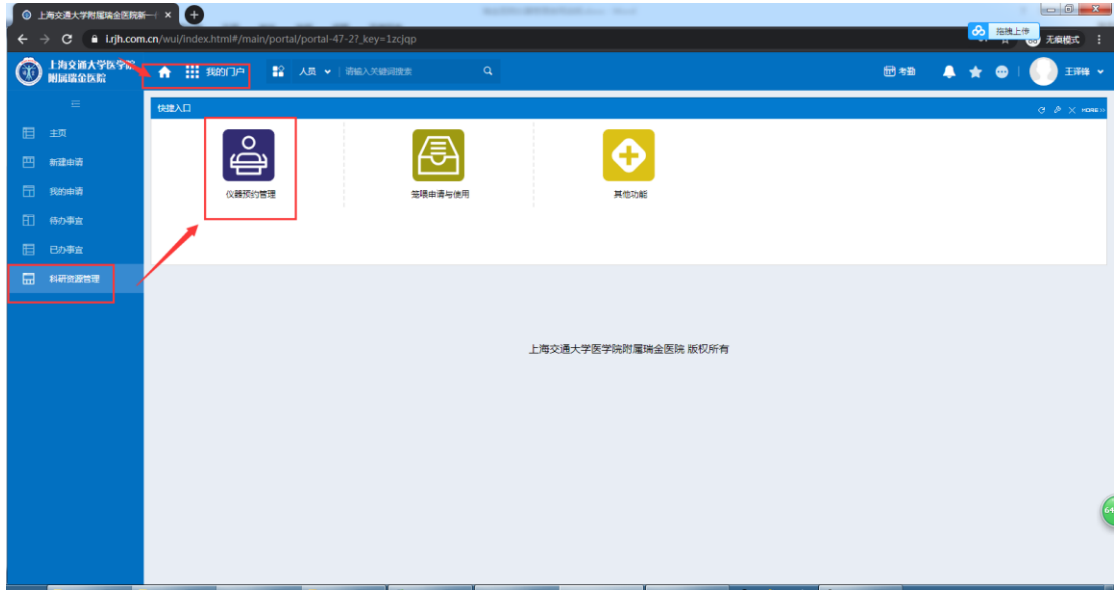 上海交通大学附属瑞金医院新一
i.rjh.com.cn/wui/index.html#/main/portal/portal-47-2?_key=1zcjqp
拖拽上传
无痕模式
上海交通大学医学院
附属瑞金医院
我的门户
人员
请输入关键词搜索
考勤
王泽锋
快捷入口
MORE>>
主页
新建申请
我的申请
待办事宜
已办事宜
科研资源管理
仪器预约管理
笼喂申请与使用
其他功能
上海交通大学医学院附属瑞金医院 版权所有
64